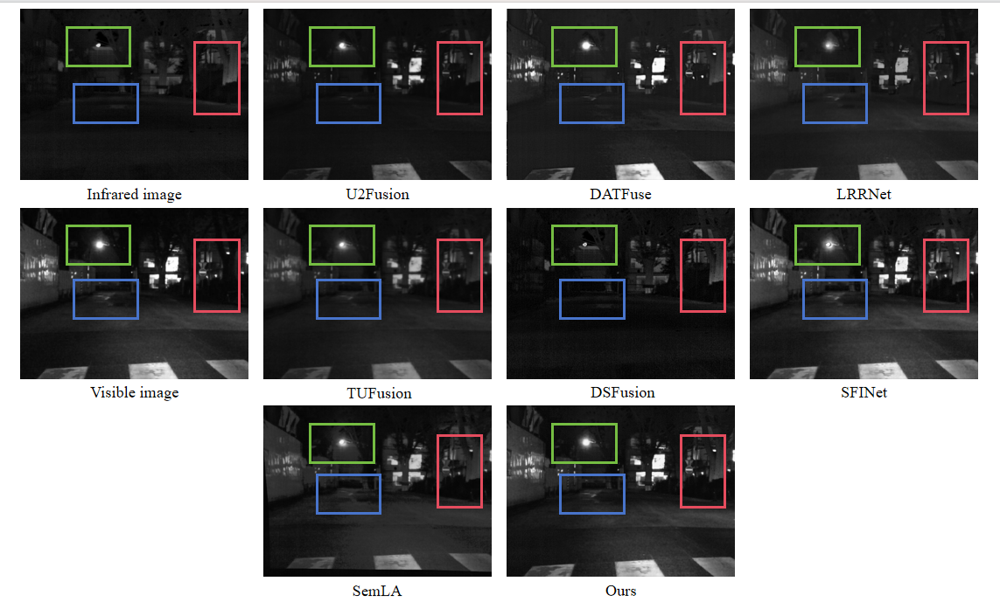 Infrared image
U2Fusion
DATFuse
LRRNet
Visible image
TUFusion
DSFusion
SFINet
SemLA
Ours